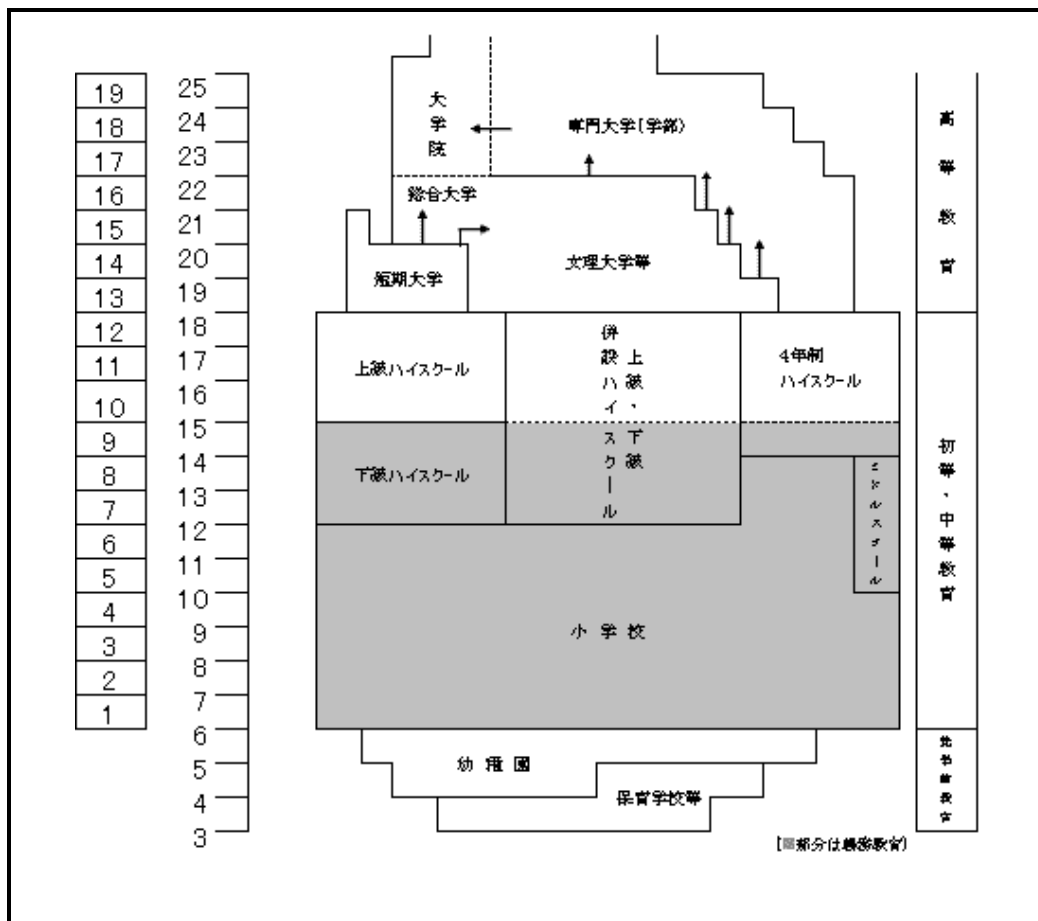 19
18
17
16
15
14
13
12
11
10
9
8
7
6
5
4
3
2
1
25
24
23
22
21
20
19
18
17
16
15
14
13
12
11
10
9
8
7
6
5
4
3
大学院
専門大学(学部)
総合大学
短期大学
文理大学等
上級ハイスクール
上級・下級
併設ハイスクール
4年制
ハイスクール
下級ハイスクール
ミドルスクール
小学校
幼稚園
保育学校等
高等教育
初等・中等教育
就学前教育
[■部分は義務教育]